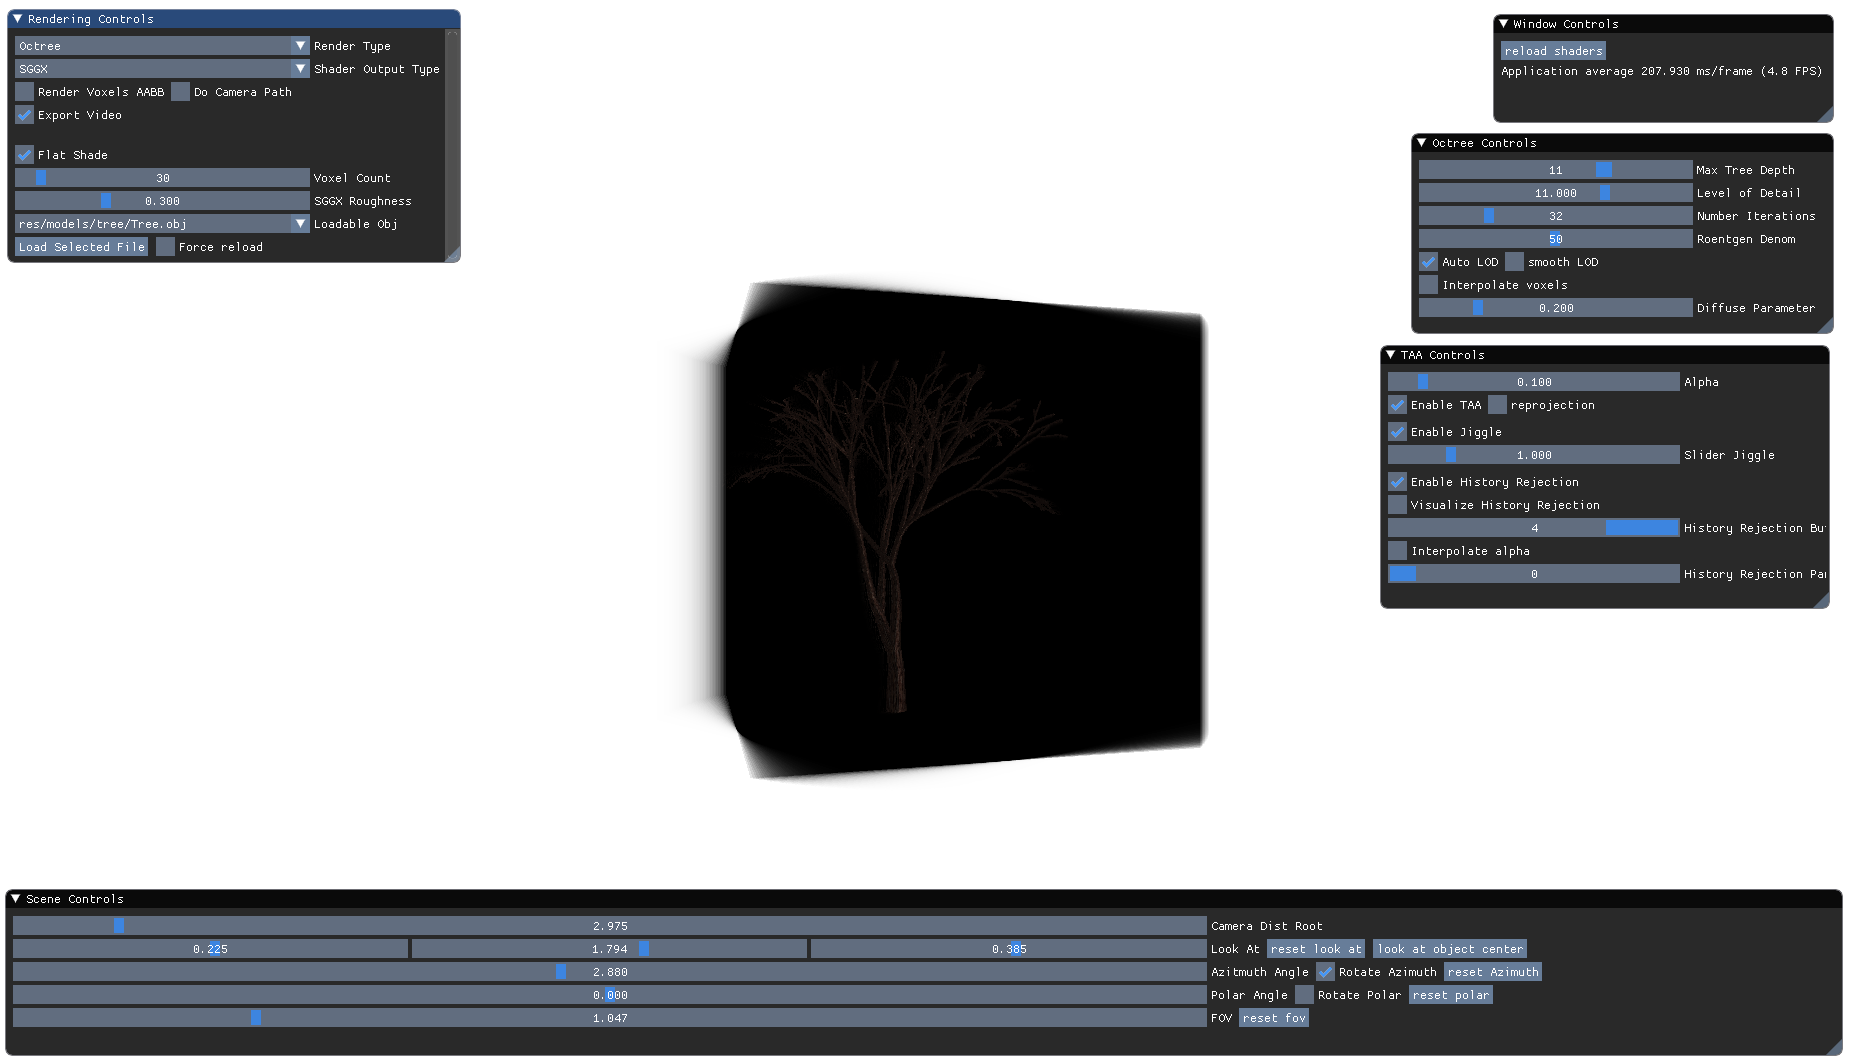 Rendering Controls
Octree Render Type
SGGX Shader Output Type
Render Voxels AABB Do Camera Path
Export Video
Flat Shade
30 Voxel Count
0.300 SGGX Roughness
res/models/tree/Tree.obj Loadable Obj
Load Selected File Force reload
Window Controls
reload shaders
Application average 207.930 ms/frame (4.8 FPS)
Octree Controls
11 Max Tree Depth
11.000 Level of Detail
32 Number Iterations
50 Roentgen Denom
Auto LOD smooth LOD
Interpolate voxels
0.200 Diffuse Parameter
TAA Controls
0.100 Alpha
Enable TAA reprojection
Enable Jiggle
1.000 Slider Jiggle
Enable History Rejection
Visualize History Rejection
4 History Rejection Bu
Interpolate alpha
0 History Rejection Pa
Scene Controls
2.975 Camera Dist Root
0.225 1.794 0.385 Look At reset look at look at object center
2.880 Azitmuth Angle Rotate Azimuth reset Azimuth
0.000 Polar Angle Rotate Polar reset polar
1.047 FOV reset fov